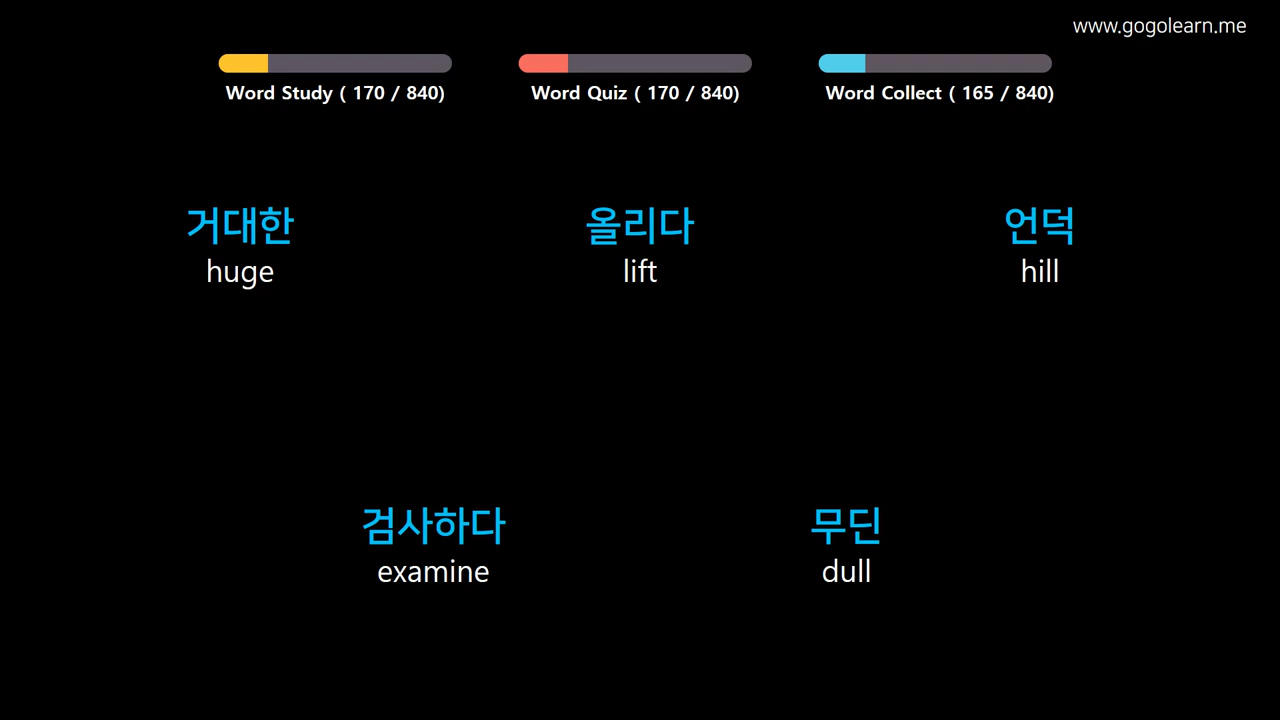 www.gogolearn.me
Word Study ( 170 / 840)
Word Quiz ( 170 / 840)
Word Collect ( 165 / 840)
거대한
huge
올리다
lift
언덕
hill
검사하다
examine
무딘
dull